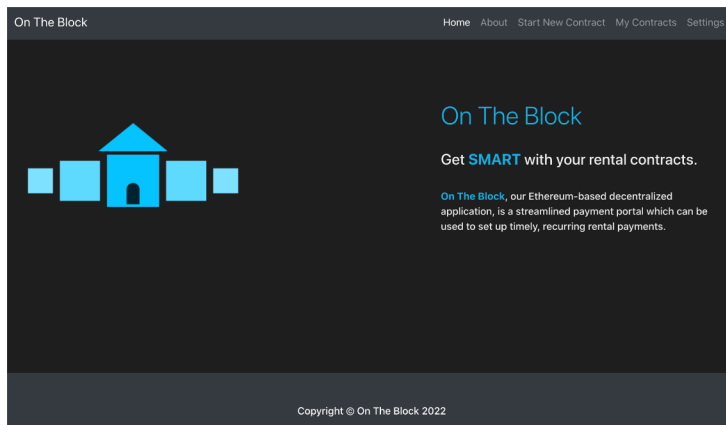 On The Block
Home About Start New Contract My Contracts Settings
On The Block
Get SMART with your rental contracts.
On The Block, our Ethereum-based decentralized
application, is a streamlined payment portal which can be
used to set up timely, recurring rental payments.
Copyright © On The Block 2022